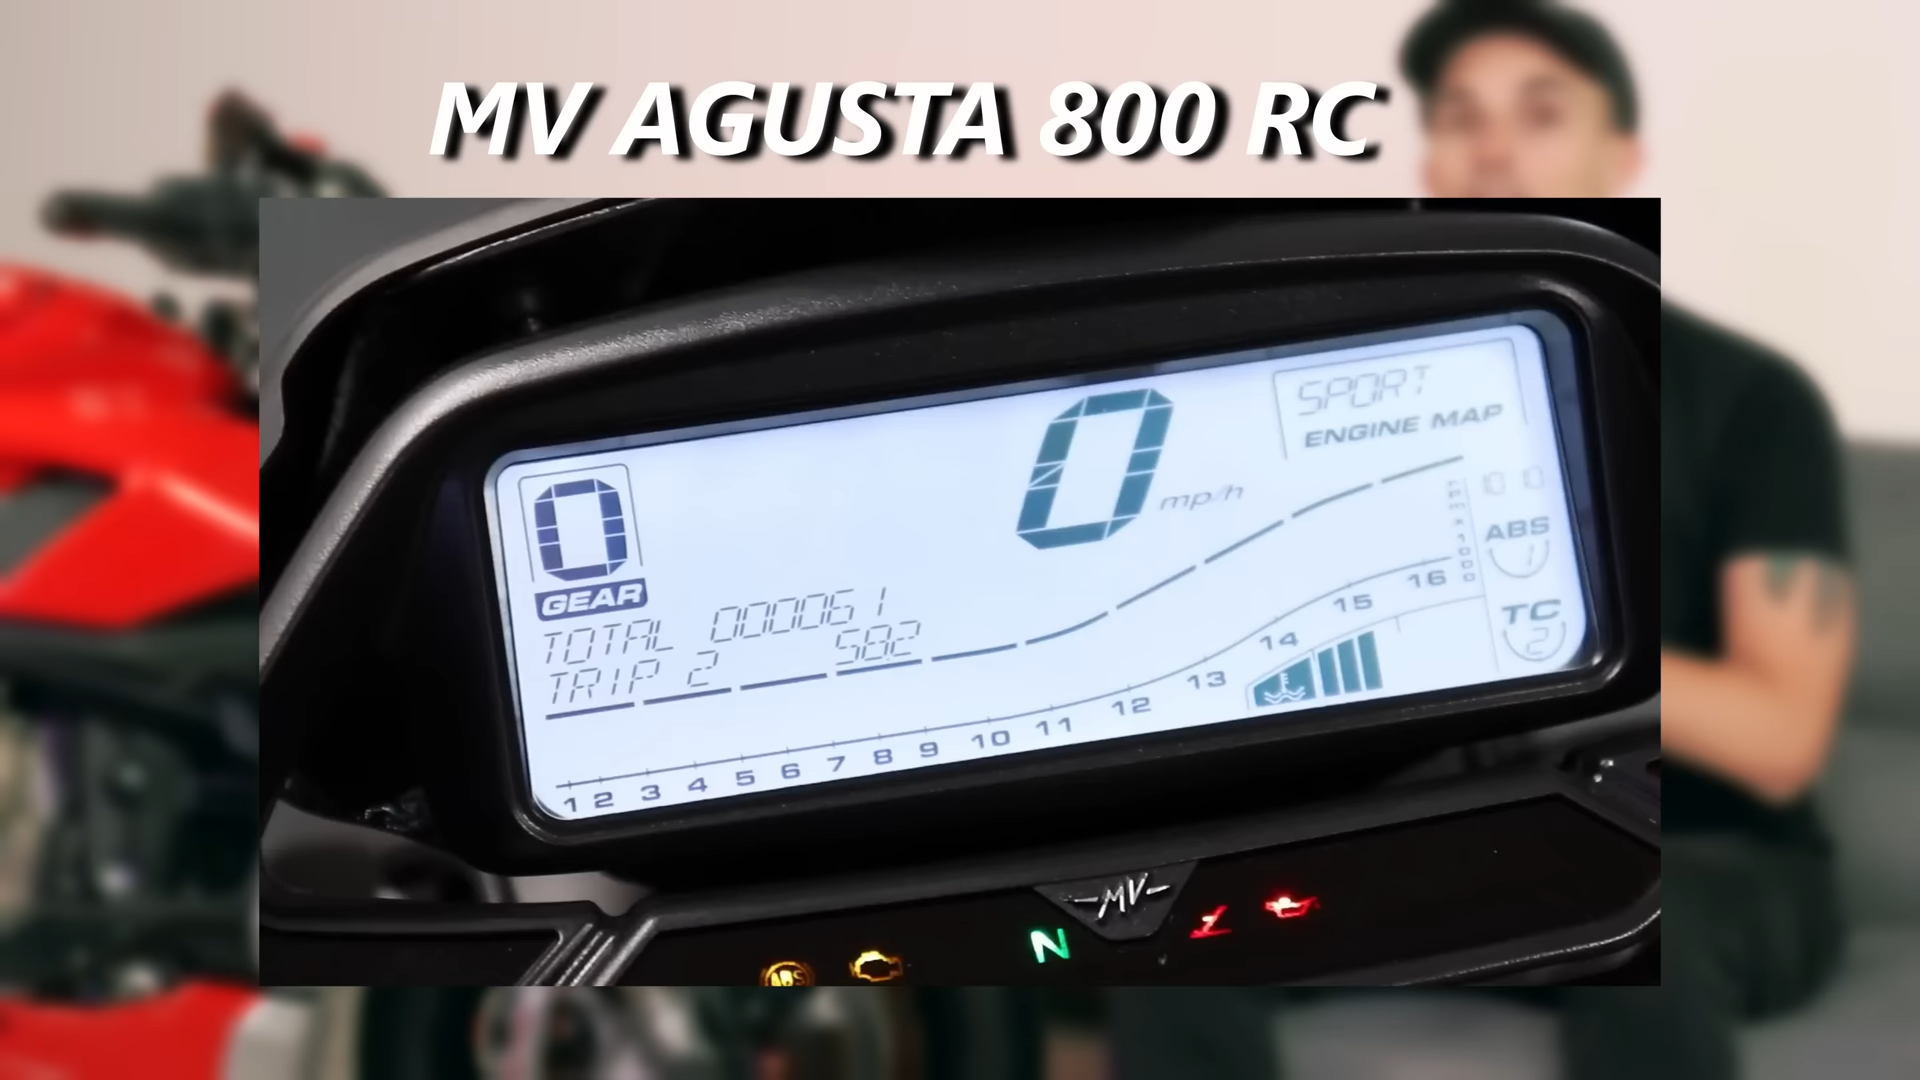 MV AGUSTA 800 RC
SPORT
ENGINE MAP
0
mp/h
0
GEAR
TOTAL 000061
TRIP 2 58.2
ABS
1
TC
2
1 2 3 4 5 6 7 8 9 10 11 12 13 14 15 16
MV
N
ABS